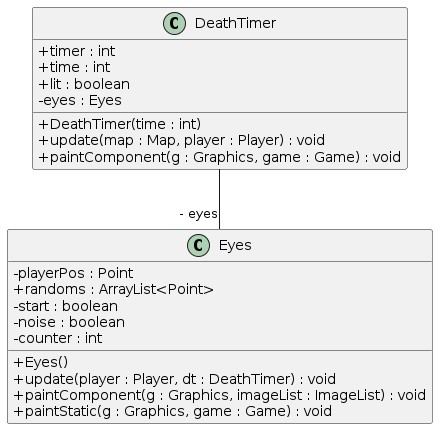 C DeathTimer
+timer : int
+time : int
+lit : boolean
-eyes : Eyes
+DeathTimer(time : int)
+update(map : Map, player : Player) : void
+paintComponent(g : Graphics, game : Game) : void
- eyes
C Eyes
-playerPos : Point
+randoms : ArrayList<Point>
-start : boolean
-noise : boolean
-counter : int
+Eyes()
+update(player : Player, dt : DeathTimer) : void
+paintComponent(g : Graphics, imageList : ImageList) : void
+paintStatic(g : Graphics, game : Game) : void